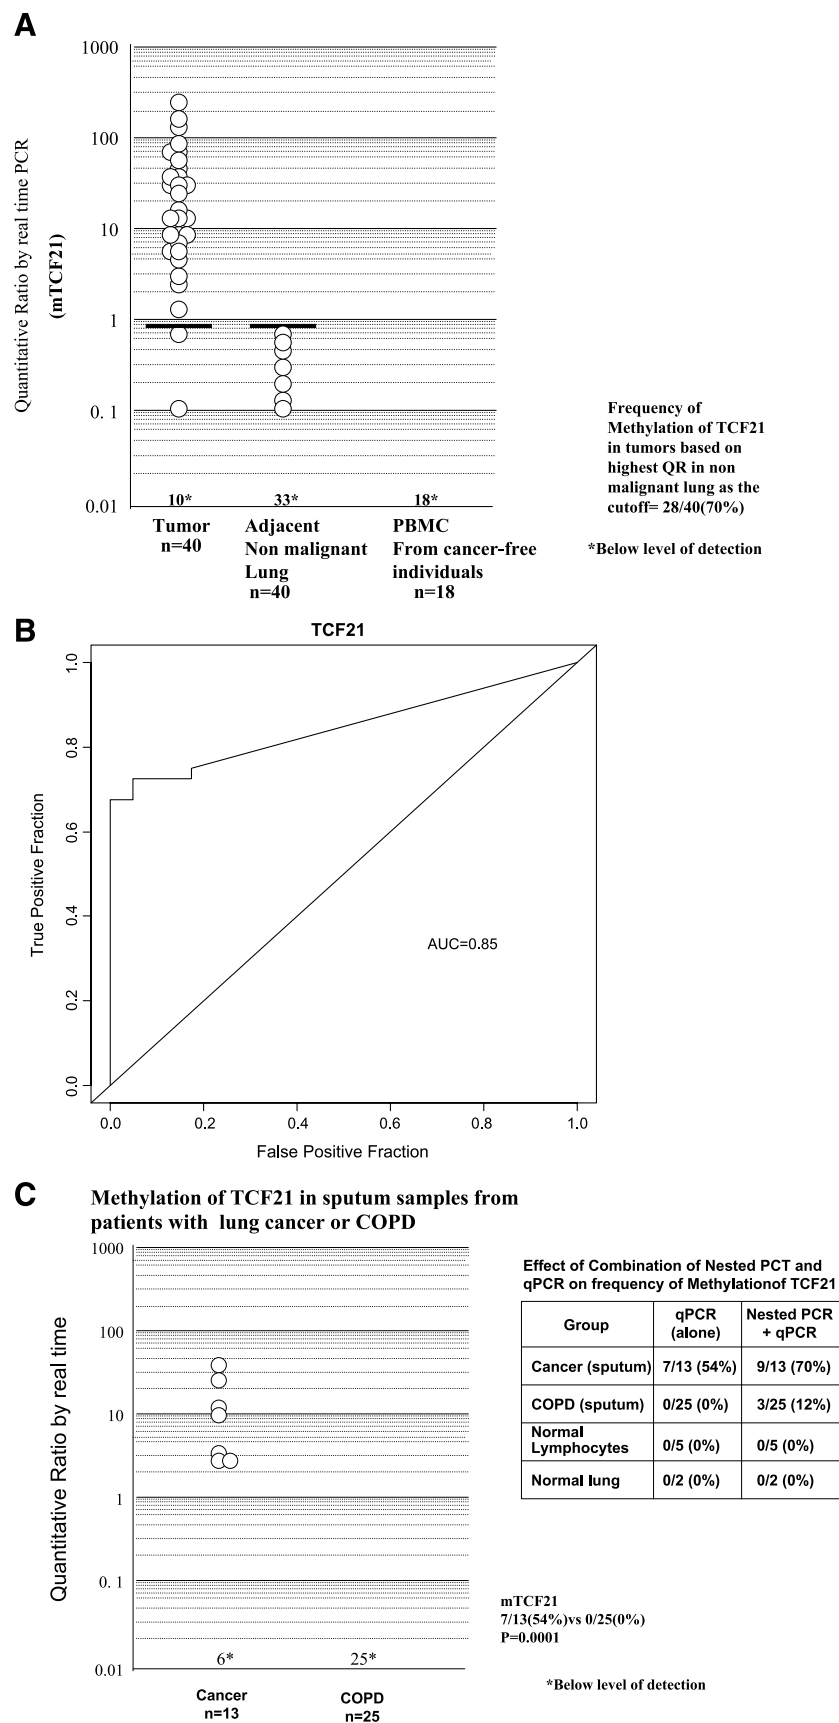 A
1000
100
10
1
0. 1
0.01
Quantitative Ratio by real time PCR
(mTCF21)
10*
33*
18*
Tumor
n=40
Adjacent
Non malignant
Lung
n=40
PBMC
From cancer-free
individuals
n=18
Frequency of
Methylation of TCF21
in tumors based on
highest QR in non
malignant lung as the
cutoff= 28/40(70%)
*Below level of detection
B
TCF21
1.0
0.8
0.6
0.4
0.2
0.0
True Positive Fraction
AUC=0.85
0.0 0.2 0.4 0.6 0.8 1.0
False Positive Fraction
C
Methylation of TCF21 in sputum samples from
patients with lung cancer or COPD
1000
100
10
1
0. 1
0.01
Quantitative Ratio by real time
6*
25*
Cancer
n=13
COPD
n=25
Effect of Combination of Nested PCT and
qPCR on frequency of Methylationof TCF21
Group
qPCR
(alone)
Nested PCR
+ qPCR
Cancer (sputum) 7/13 (54%) 9/13 (70%)
COPD (sputum) 0/25 (0%) 3/25 (12%)
Normal
Lymphocytes
0/5 (0%) 0/5 (0%)
Normal lung 0/2 (0%) 0/2 (0%)
mTCF21
7/13(54%)vs 0/25(0%)
P=0.0001
*Below level of detection